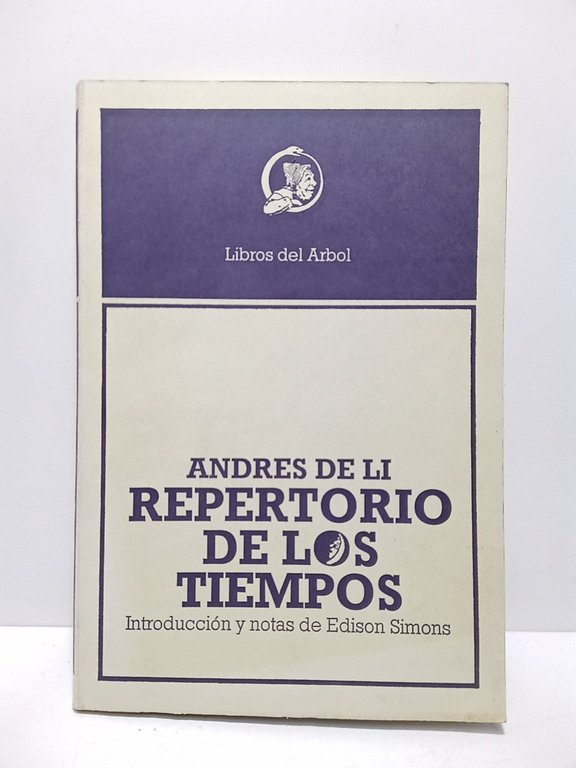 Libros del Arbol
ANDRES DE LI
REPERTORIO
DE LOS
TIEMPOS
Introducción y notas de Edison Simons